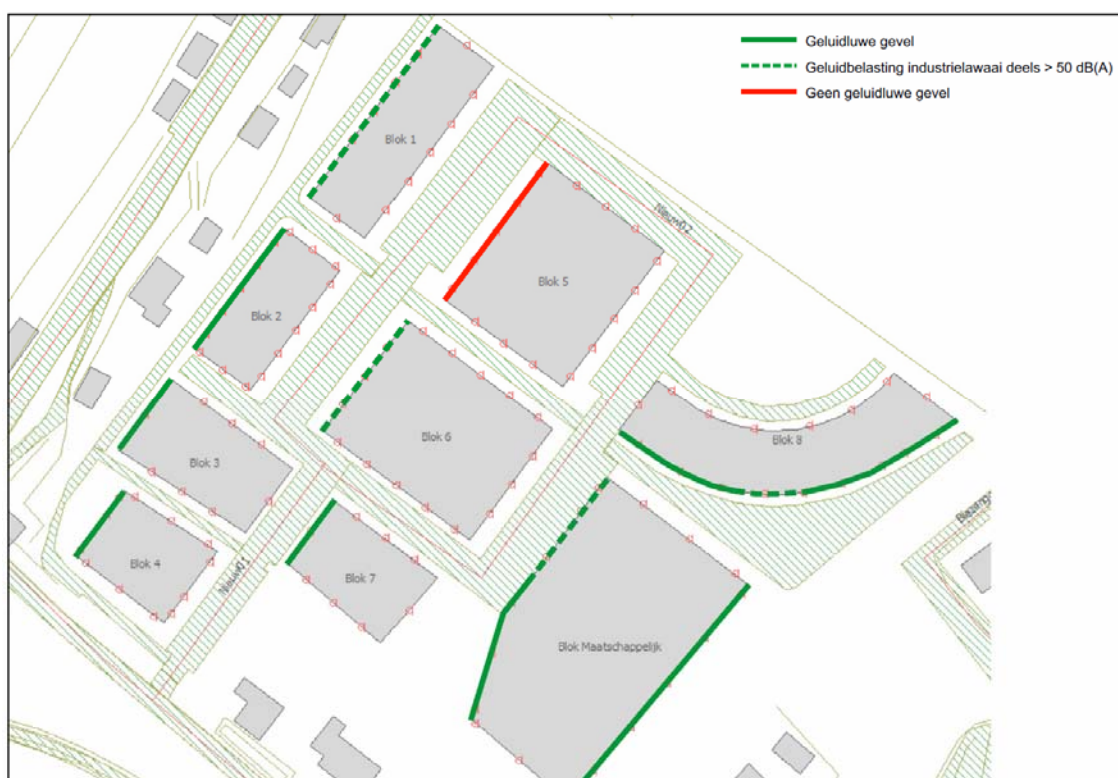 Geluidluwe gevel
Geluidbelasting industrielawaai deels > 50 dB(A)
Geen geluidluwe gevel
Blok 1
Nieuw02
Blok 5
Blok 2
Blok 6
Blok 8
Blok 3
Blok 4
Nieuw01
Blok 7
Blok Maatschappelijk